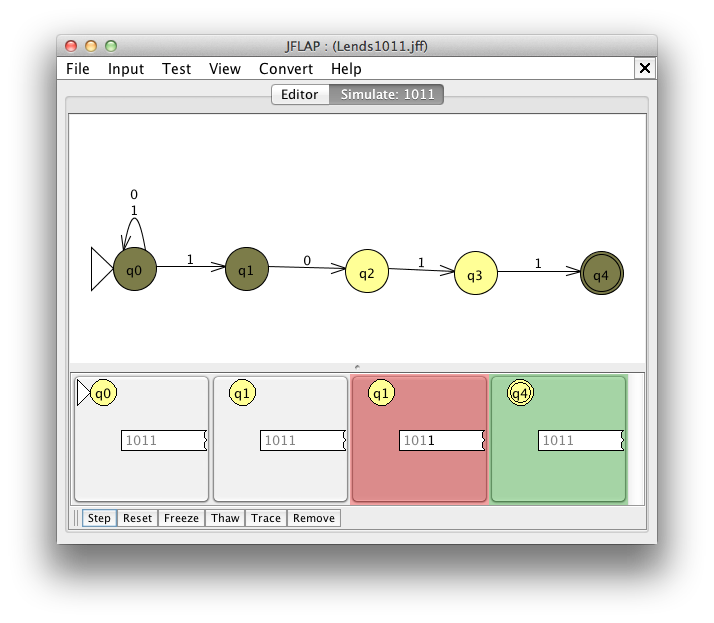 JFLAP : (Lends1011.jff)
File Input Test View Convert Help
Editor Simulate: 1011
0
1
q0 1 q1 0 q2 1 q3 1 q4
q0 q1 q1 q4
1011 1011 1011 1011
Step Reset Freeze Thaw Trace Remove